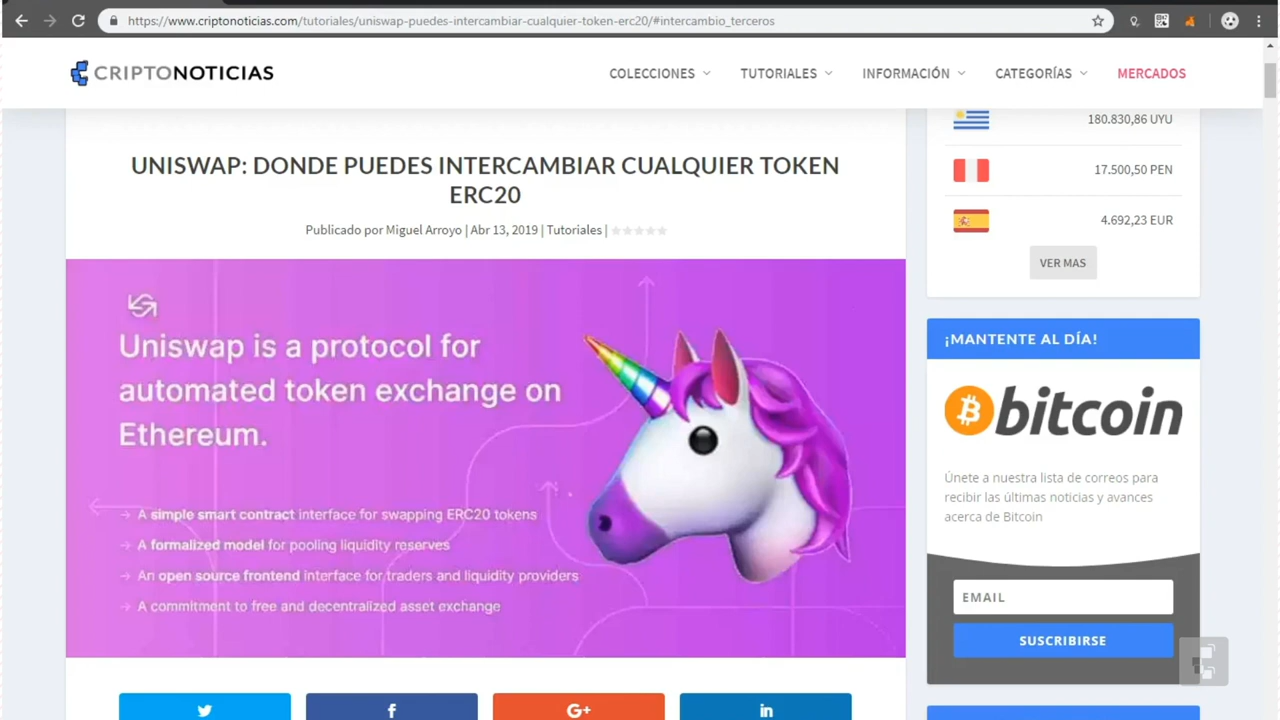 https://www.criptonoticias.com/tutoriales/uniswap-puedes-intercambiar-cualquier-token-erc20/#intercambio_terceros
CRIPTONOTICIAS
COLECCIONES
TUTORIALES
INFORMACIÓN
CATEGORÍAS
MERCADOS
UNISWAP: DONDE PUEDES INTERCAMBIAR CUALQUIER TOKEN
ERC20
Publicado por Miguel Arroyo | Abr 13, 2019 | Tutoriales |
Uniswap is a protocol for
automated token exchange on
Ethereum.
→ A simple smart contract interface for swapping ERC20 tokens
→ A formalized model for pooling liquidity reserves
→ An open source frontend interface for traders and liquidity providers
→ A commitment to free and decentralized asset exchange
G+
in
180.830,86 UYU
17.500,50 PEN
4.692,23 EUR
VER MAS
¡MANTENTE AL DÍA!
bitcoin
Únete a nuestra lista de correos para
recibir las últimas noticias y avances
acerca de Bitcoin
EMAIL
SUSCRIBIRSE